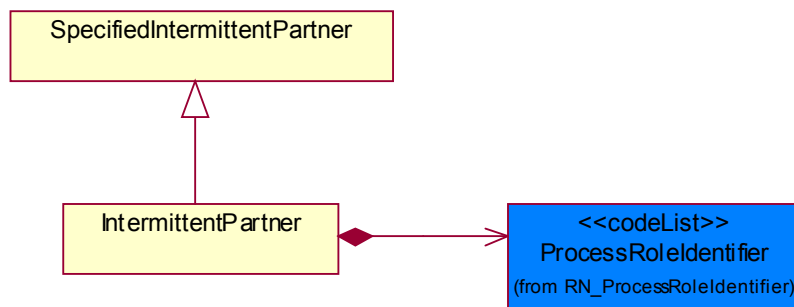 SpecifiedIntermittentPartner
IntermittentPartner
<<codeList>>
ProcessRoleIdentifier
(from RN_ProcessRoleIdentifier)